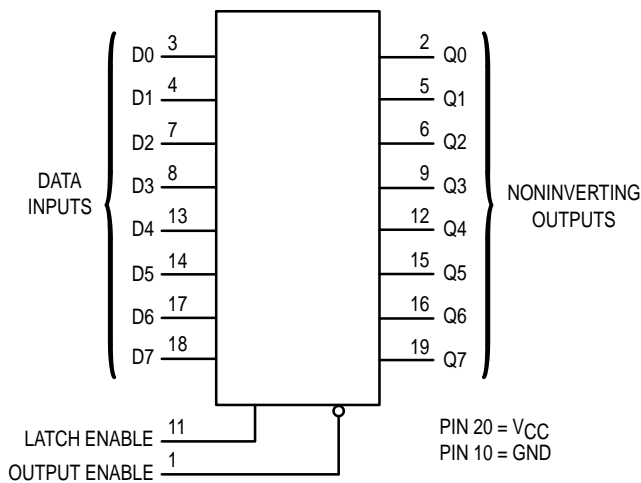 D0 3
D1 4
D2 7
D3 8
D4 13
D5 14
D6 17
D7 18
DATA
INPUTS
2 Q0
5 Q1
6 Q2
9 Q3
12 Q4
15 Q5
16 Q6
19 Q7
NONINVERTING
OUTPUTS
LATCH ENABLE 11
OUTPUT ENABLE 1
PIN 20 = VCC
PIN 10 = GND